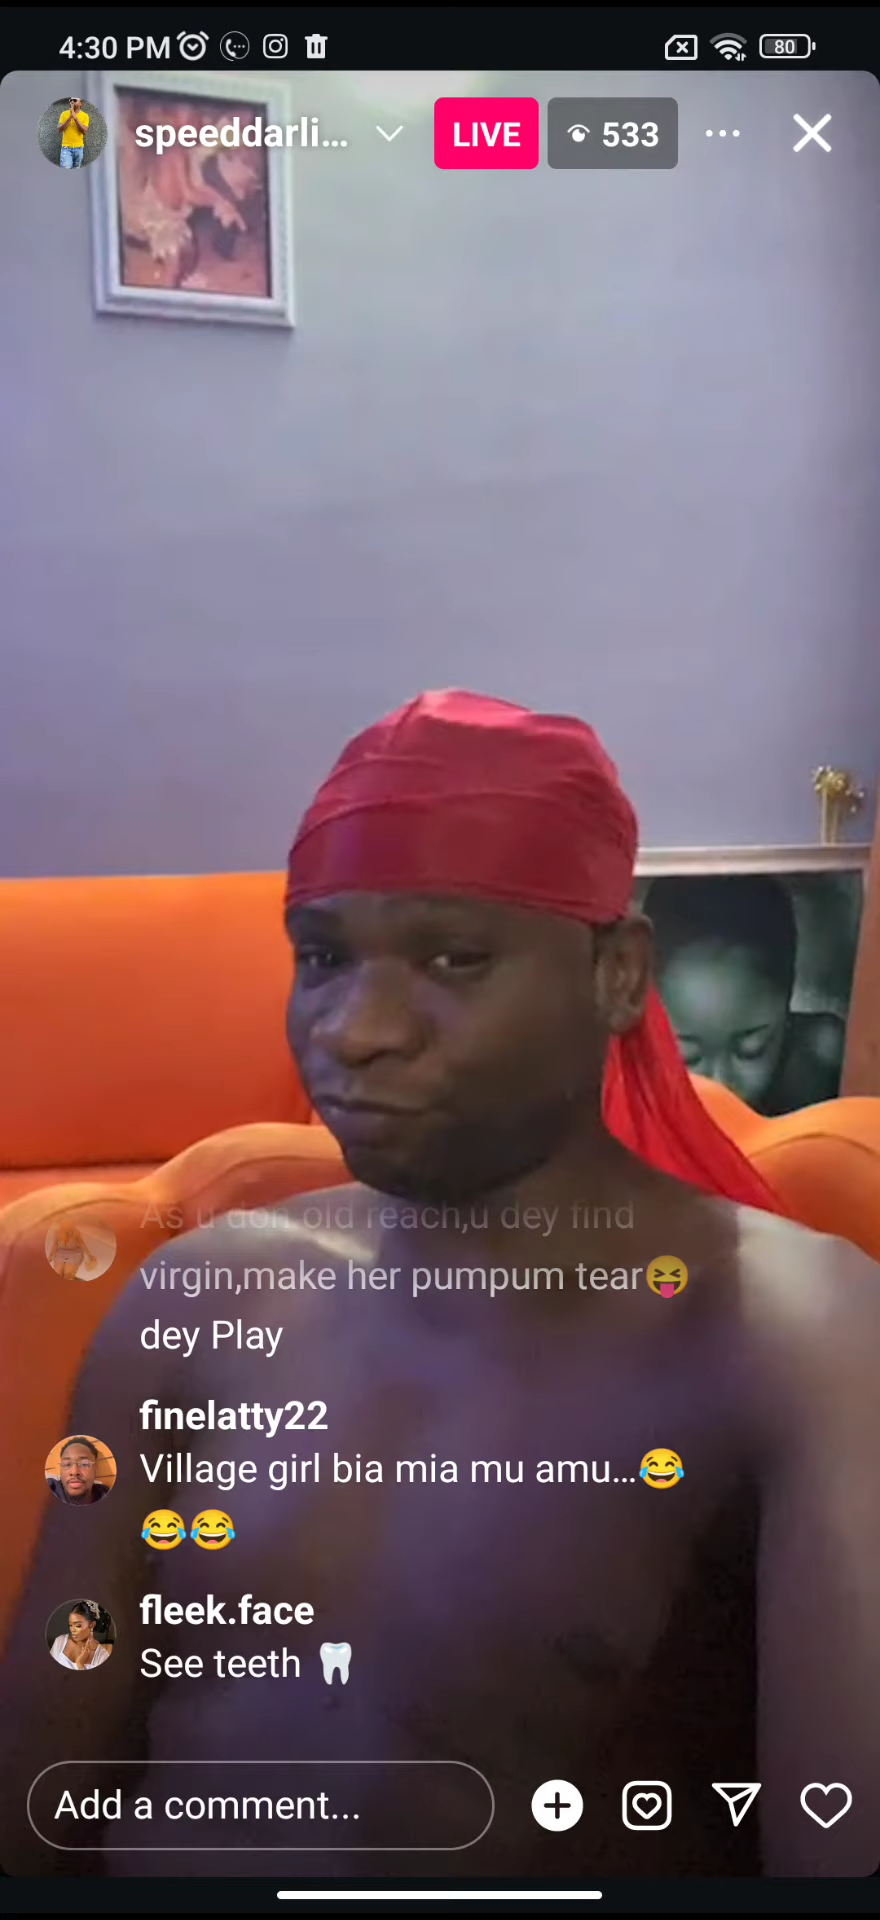 4:30 PM
80
speeddarli...
LIVE
533
As u don old reach,u dey find
virgin,make her pumpum tear😝
dey Play
finelatty22
Village girl bia mia mu amu...😂
😂😂
fleek.face
See teeth 🦷
Add a comment...